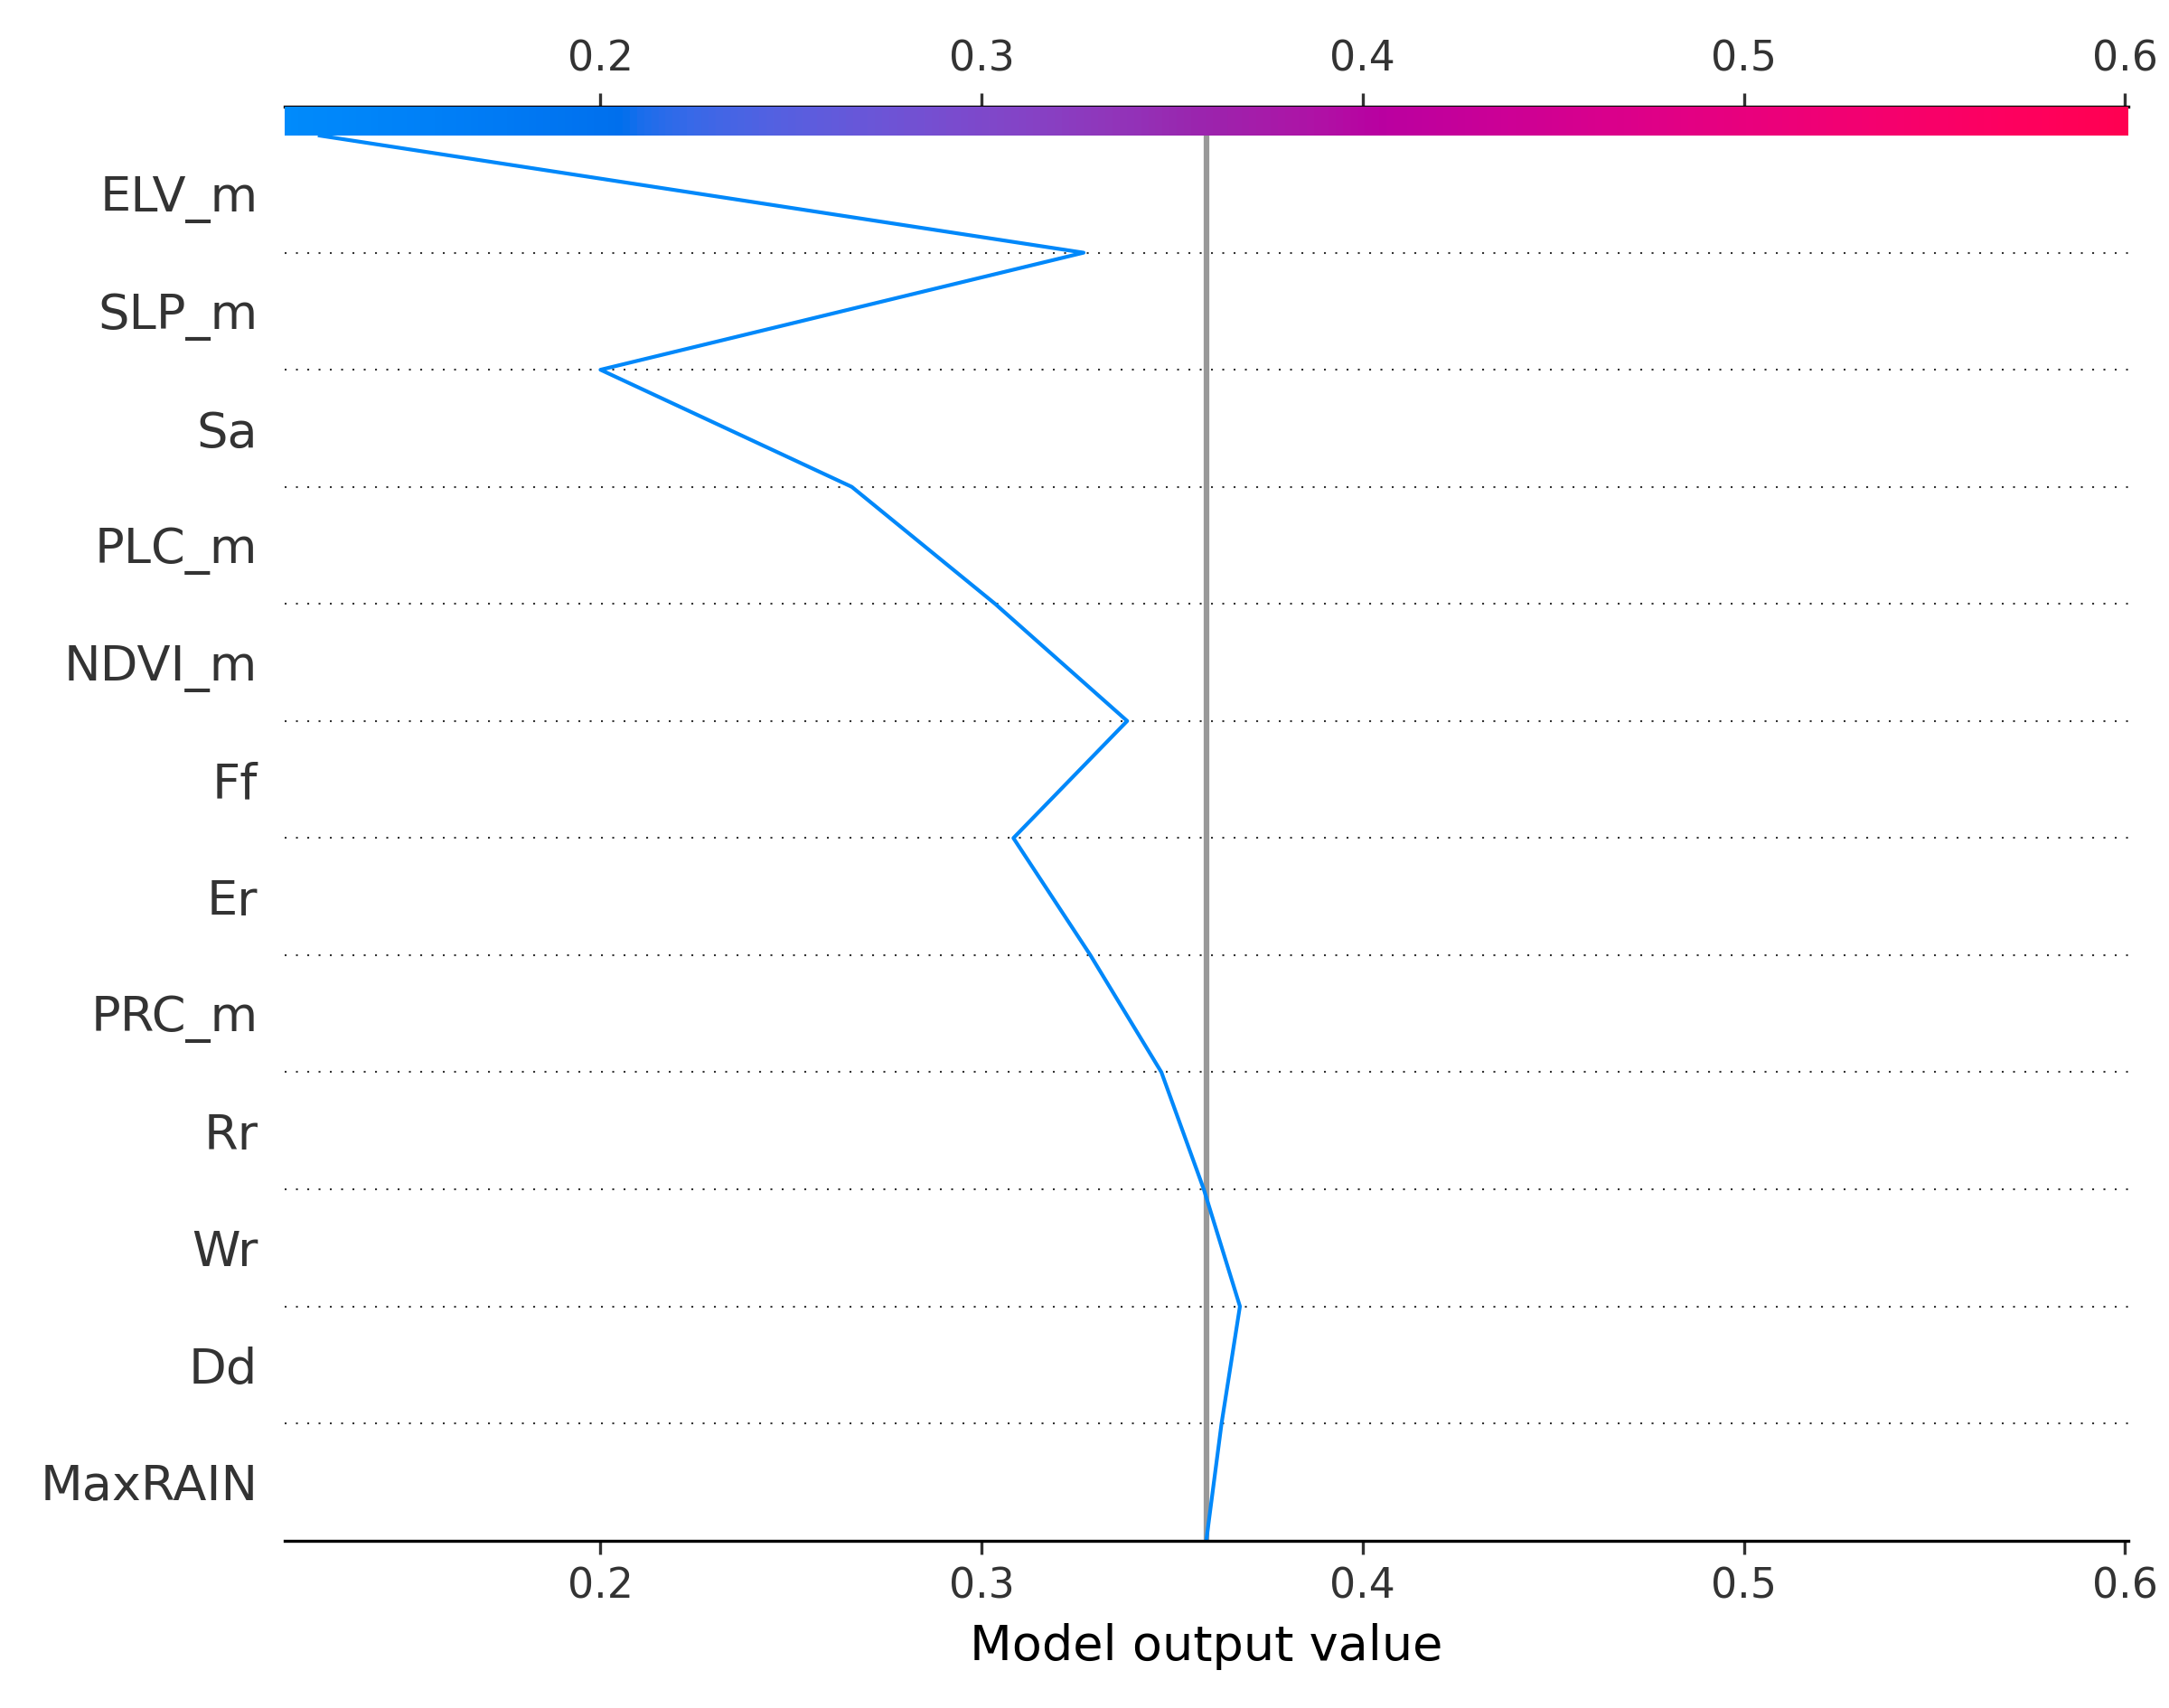 0.2 0.3 0.4 0.5 0.6
ELV_m
SLP_m
Sa
PLC_m
NDVI_m
Ff
Er
PRC_m
Rr
Wr
Dd
MaxRAIN
0.2 0.3 0.4 0.5 0.6
Model output value